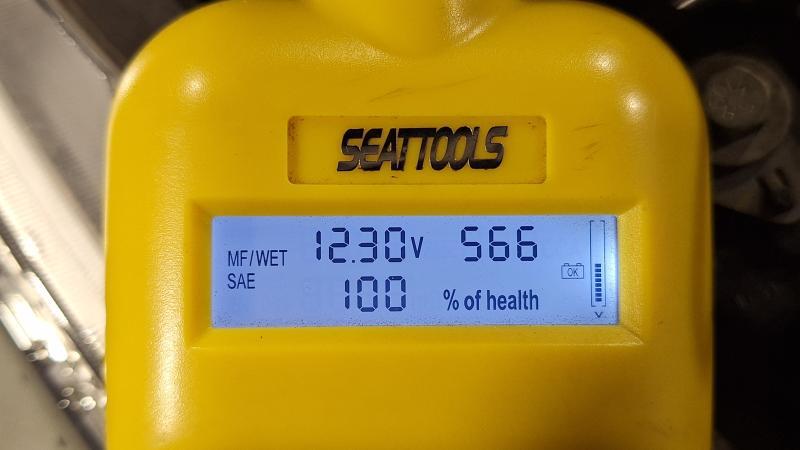 SEATTOOLS
MF/WET 12.30V 566
SAE 100 % of health
OK
V